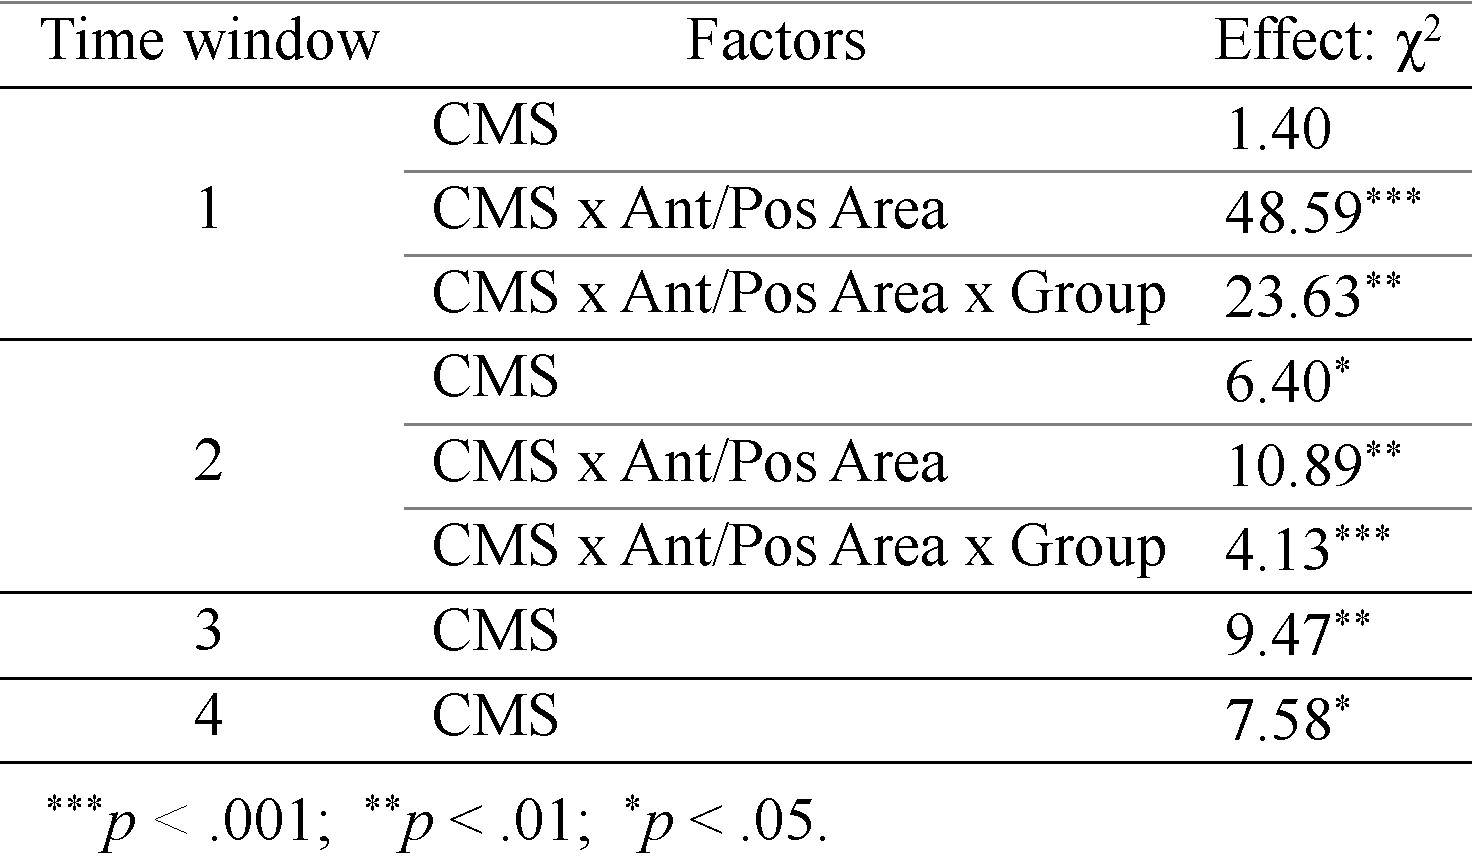 Time window Factors Effect: χ²
CMS 1.40
1 CMS x Ant/Pos Area 48.59***
CMS x Ant/Pos Area x Group 23.63**
CMS 6.40*
2 CMS x Ant/Pos Area 10.89**
CMS x Ant/Pos Area x Group 4.13***
3 CMS 9.47**
4 CMS 7.58*
***p < .001; **p < .01; *p < .05.